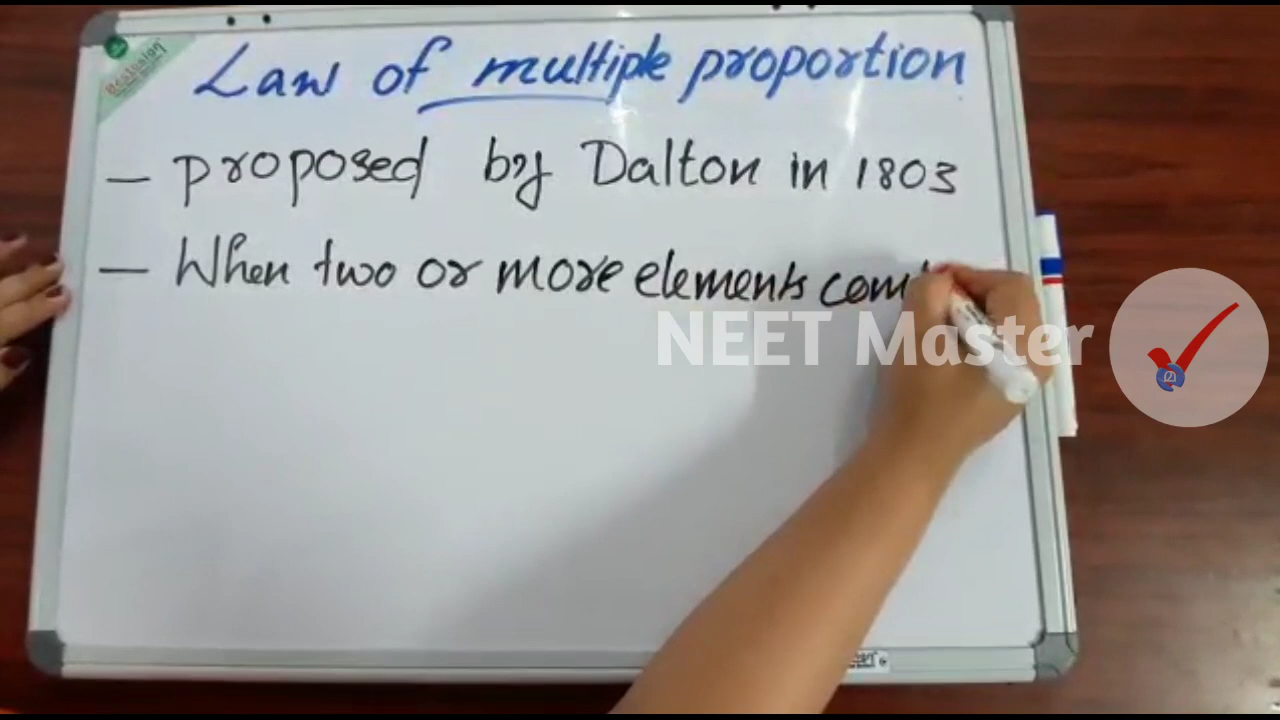 Law of multiple proportion
— proposed by Dalton in 1803
— When two or more elements com
NEET Master